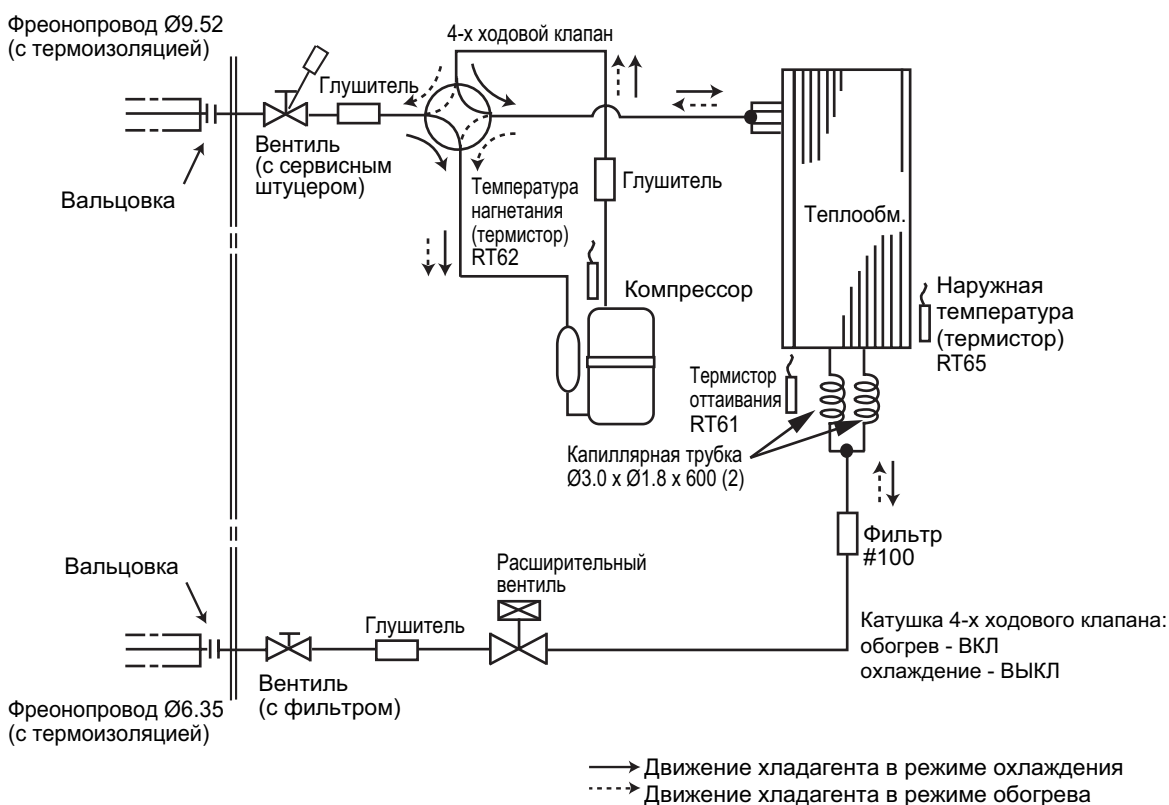 Фреонопровод Ø9.52
(с термоизоляцией)
4-х ходовой клапан
Глушитель
Вентиль
(с сервисным
штуцером)
Вальцовка
Температура
нагнетания
(термистор)
RT62
Глушитель
Компрессор
Теплообм.
Наружная
температура
(термистор)
RT65
Термистор
оттаивания
RT61
Капиллярная трубка
Ø3.0 x Ø1.8 x 600 (2)
Фильтр
#100
Вальцовка
Расширительный
вентиль
Глушитель
Вентиль
(с фильтром)
Катушка 4-х ходового клапана:
обогрев - ВКЛ
охлаждение - ВЫКЛ
Фреонопровод Ø6.35
(с термоизоляцией)
Движение хладагента в режиме охлаждения
Движение хладагента в режиме обогрева